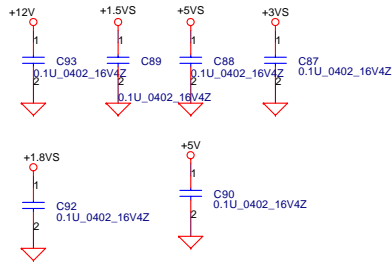 +12V +1.5VS +5VS +3VS
1 1 1 1
C93 C89 C88 C87
0.1U_0402_16V4Z 0.1U_0402_16V4Z 0.1U_0402_16V4Z
2 2 2 2
0.1U_0402_16V4Z
+1.8VS +5V
1 1
C92 C90
0.1U_0402_16V4Z 0.1U_0402_16V4Z
2 2